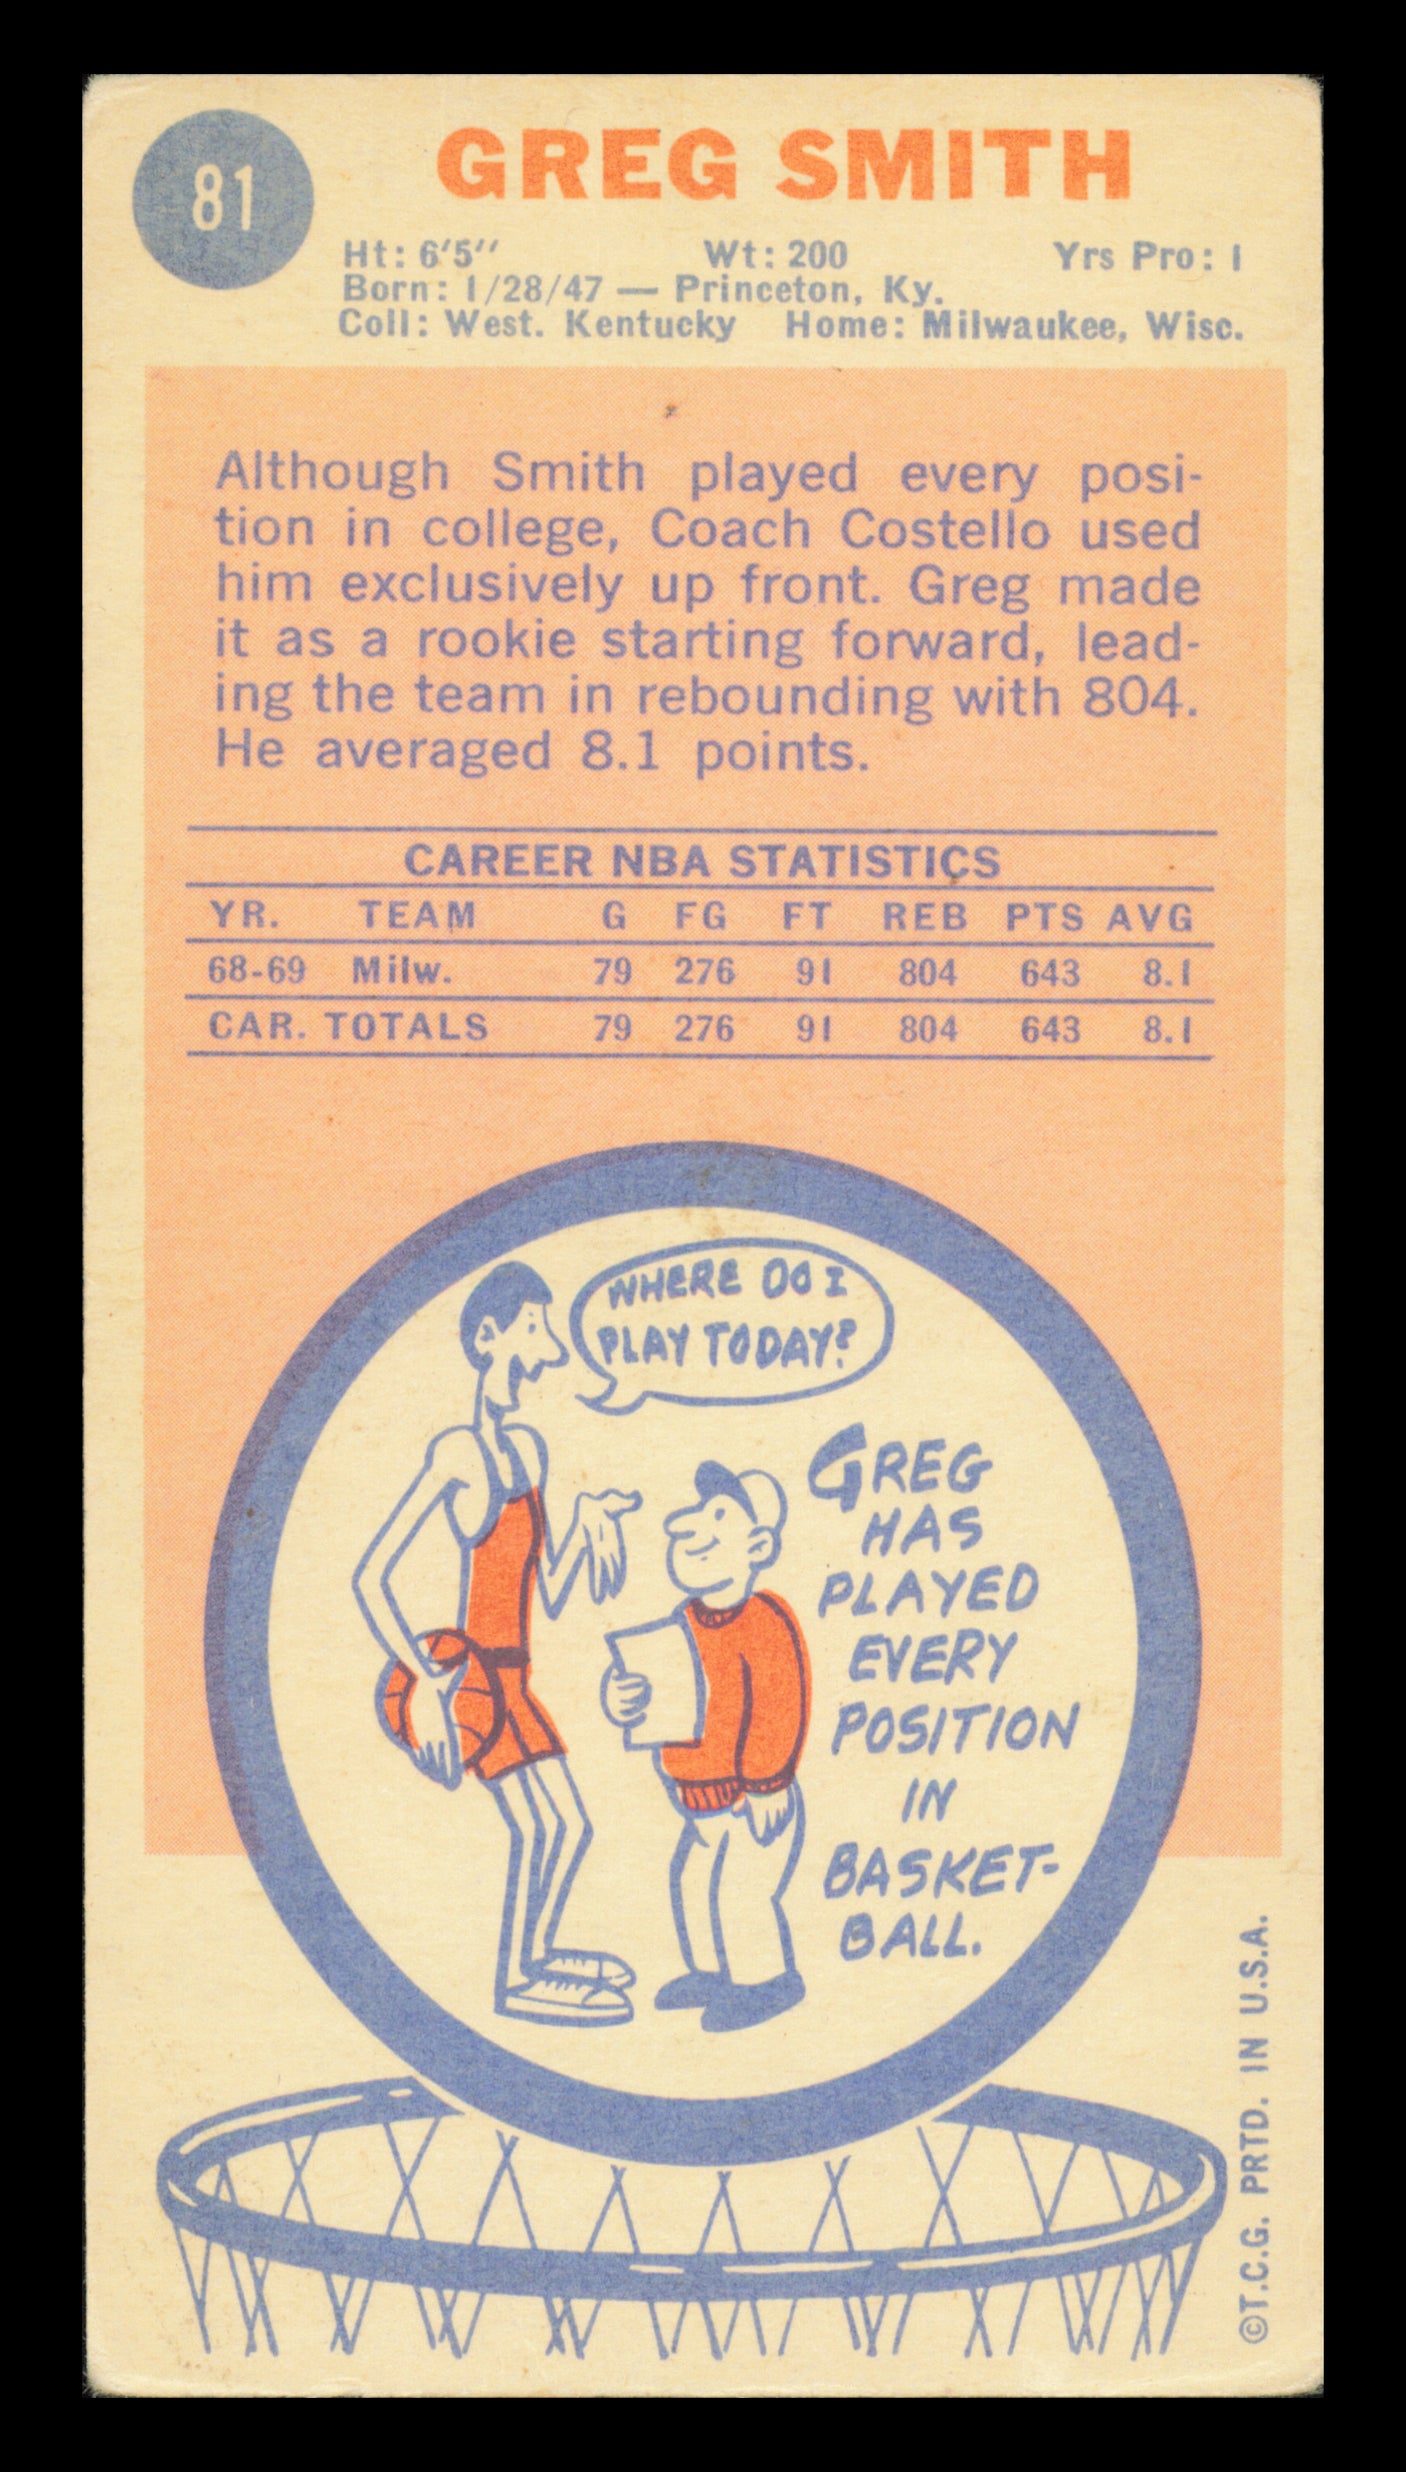 81
GREG SMITH
Ht: 6'5'' Wt: 200 Yrs Pro: 1
Born: 1/28/47 — Princeton, Ky.
Coll: West. Kentucky Home: Milwaukee, Wisc.
Although Smith played every posi-
tion in college, Coach Costello used
him exclusively up front. Greg made
it as a rookie starting forward, lead-
ing the team in rebounding with 804.
He averaged 8.1 points.
CAREER NBA STATISTICS
YR. TEAM G FG FT REB PTS AVG
68-69 Milw. 79 276 91 804 643 8.1
CAR. TOTALS 79 276 91 804 643 8.1
WHERE DO I
PLAY TODAY?
GREG
HAS
PLAYED
EVERY
POSITION
IN
BASKET-
BALL.
©T.C.G. PRTD. IN U.S.A.